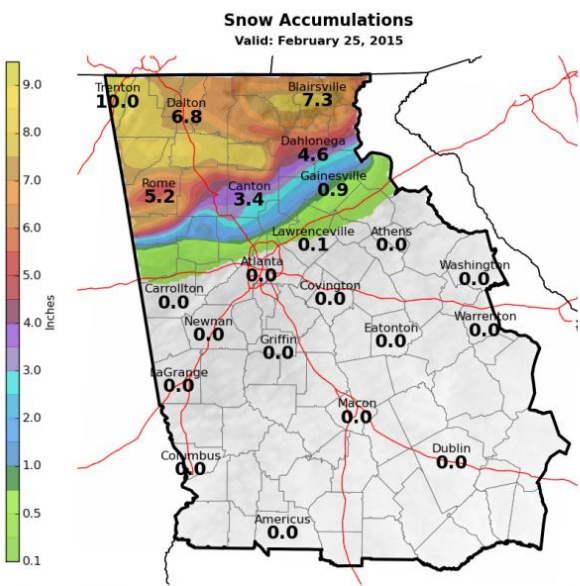 Snow Accumulations
Valid: February 25, 2015
9.0
8.0
7.0
6.0
5.0
4.0
3.0
2.0
1.0
0.5
0.1
Inches
Trenton
10.0
Dalton
6.8
Blairsville
7.3
Dahlonega
4.6
Rome
5.2
Canton
3.4
Gainesville
0.9
Lawrenceville
0.1
Athens
0.0
Atlanta
0.0
Washington
0.0
Carrollton
0.0
Covington
0.0
Newnan
0.0
Griffin
0.0
Eatonton
0.0
Warrenton
0.0
LaGrange
0.0
Macon
0.0
Columbus
0.0
Dublin
0.0
Americus
0.0